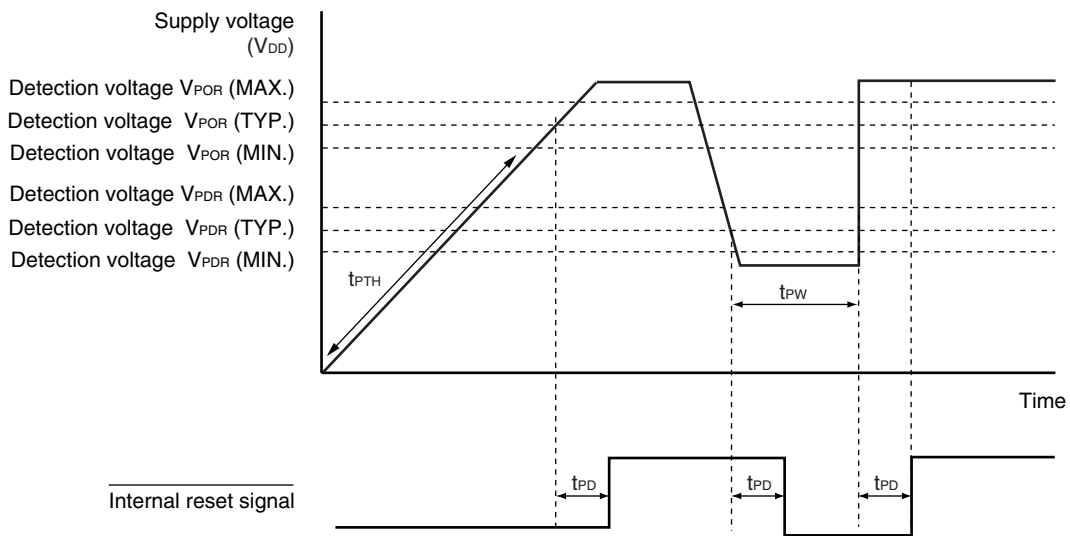 Supply voltage
(VDD)
Detection voltage VPOR (MAX.)
Detection voltage VPOR (TYP.)
Detection voltage VPOR (MIN.)
Detection voltage VPDR (MAX.)
Detection voltage VPDR (TYP.)
Detection voltage VPDR (MIN.)
tPTH
tPW
Time
tPD
tPD
tPD
Internal reset signal